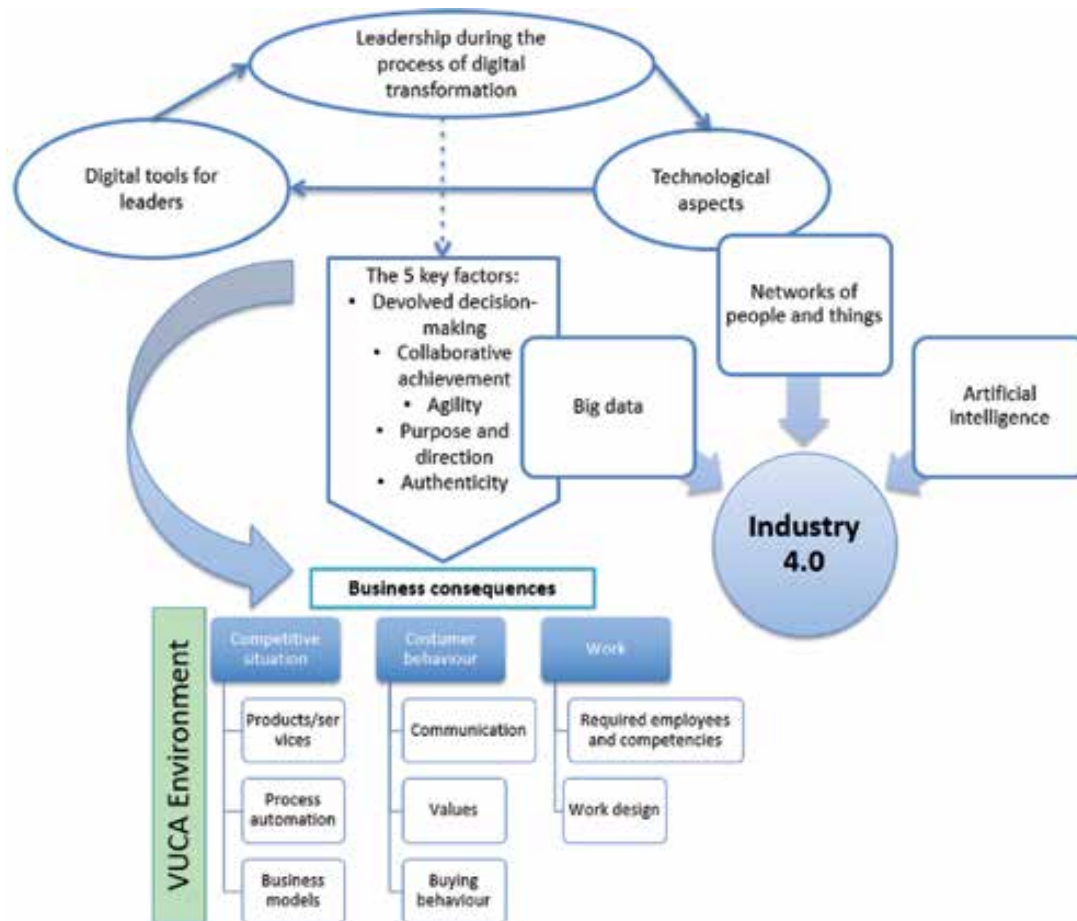 Leadership during the
process of digital
transformation
Digital tools for
leaders
Technological
aspects
The 5 key factors:
• Devolved decision-
making
• Collaborative
achievement
• Agility
• Purpose and
direction
• Authenticity
Networks of
people and things
Big data
Artificial
intelligence
Industry
4.0
Business consequences
VUCA Environment
Competitive
situation
Products/ser
vices
Process
automation
Business
models
Costumer
behaviour
Communication
Values
Buying
behaviour
Work
Required employees
and competencies
Work design